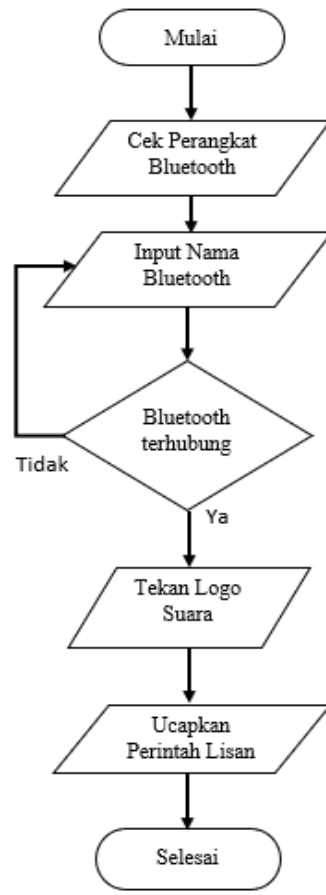 Mulai
Cek Perangkat
Bluetooth
Input Nama
Bluetooth
Bluetooth
terhubung
Tidak
Ya
Tekan Logo
Suara
Ucapkan
Perintah Lisan
Selesai